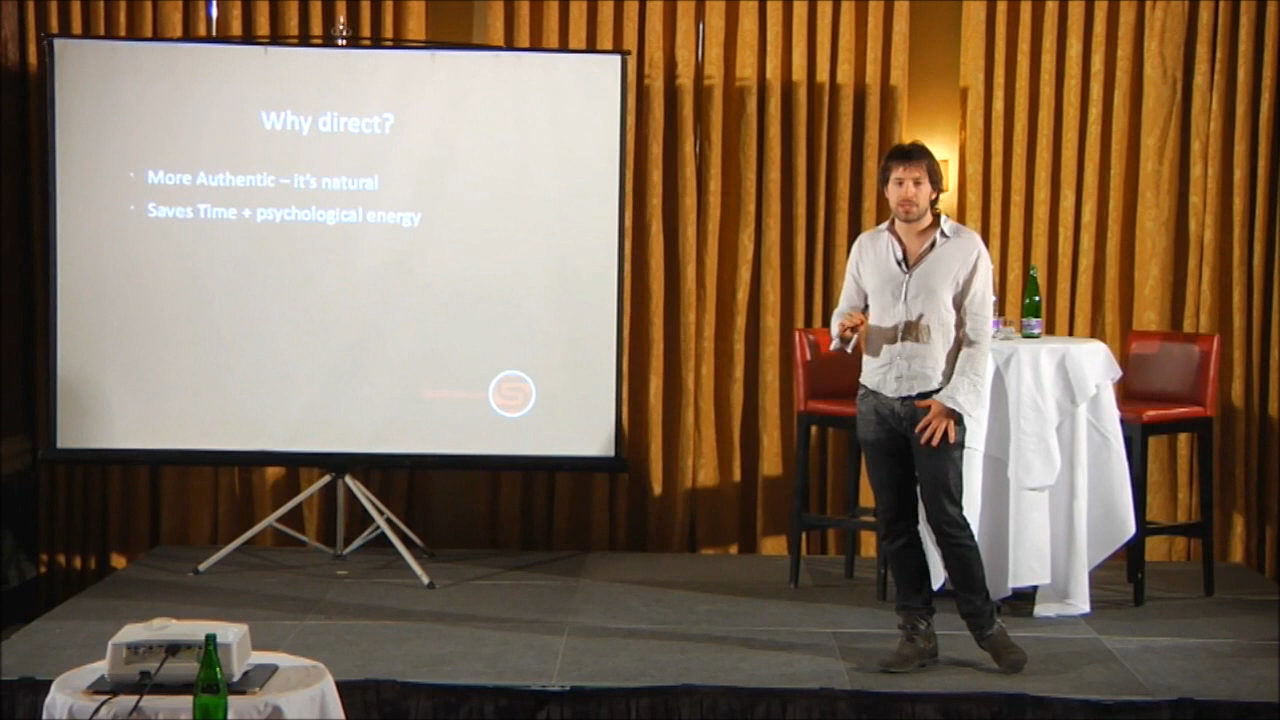 Why direct?
More Authentic – it's natural
Saves Time + psychological energy
S